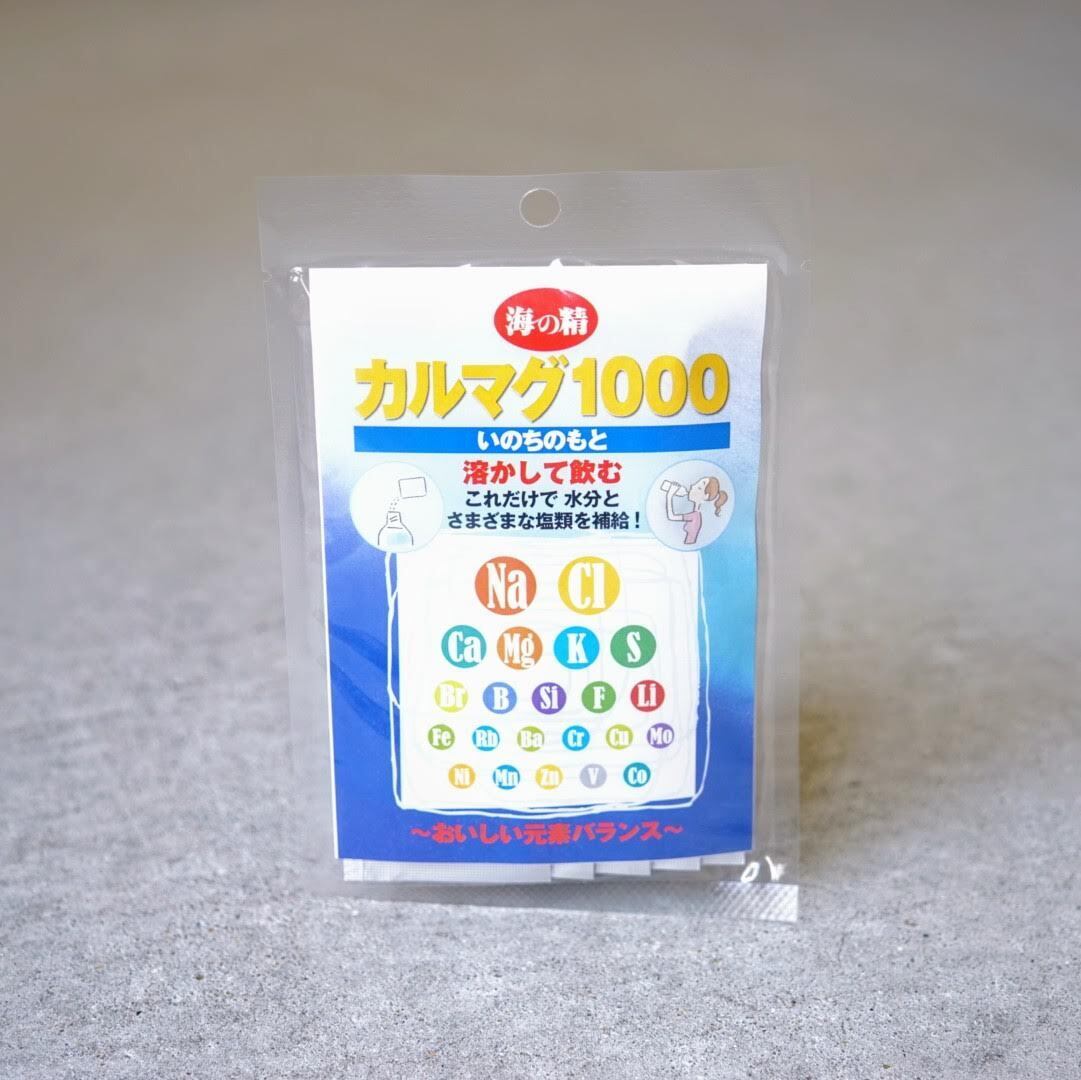 海の精
カルマグ1000
いのちのもと
溶かして飲む
これだけで 水分と
さまざまな塩類を補給！
Na Cl
Ca Mg K S
Br B Si F Li
Fe Rb Ba Cr Cu Mo
Ni Mn Zn V Co
～おいしい元素バランス～